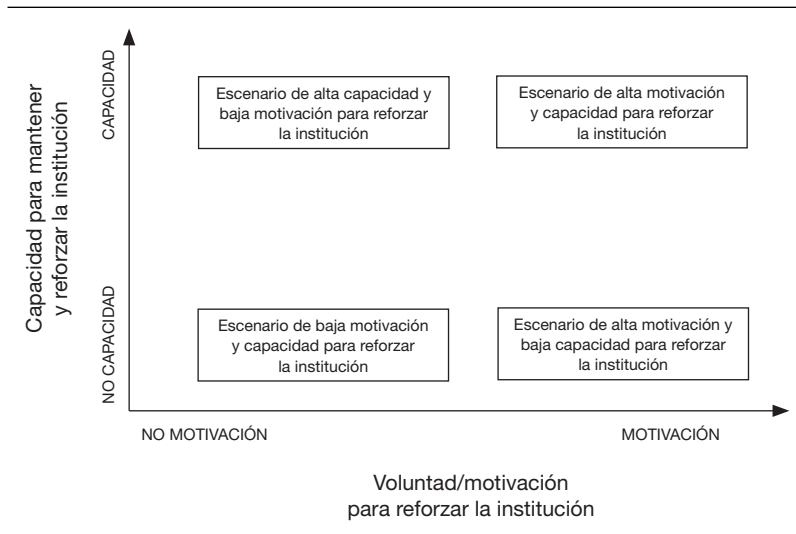 Capacidad para mantener
y reforzar la institución
CAPACIDAD
NO CAPACIDAD
Escenario de alta capacidad y
baja motivación para reforzar
la institución
Escenario de alta motivación
y capacidad para reforzar
la institución
Escenario de baja motivación
y capacidad para reforzar
la institución
Escenario de alta motivación y
baja capacidad para reforzar
la institución
NO MOTIVACIÓN
MOTIVACIÓN
Voluntad/motivación
para reforzar la institución